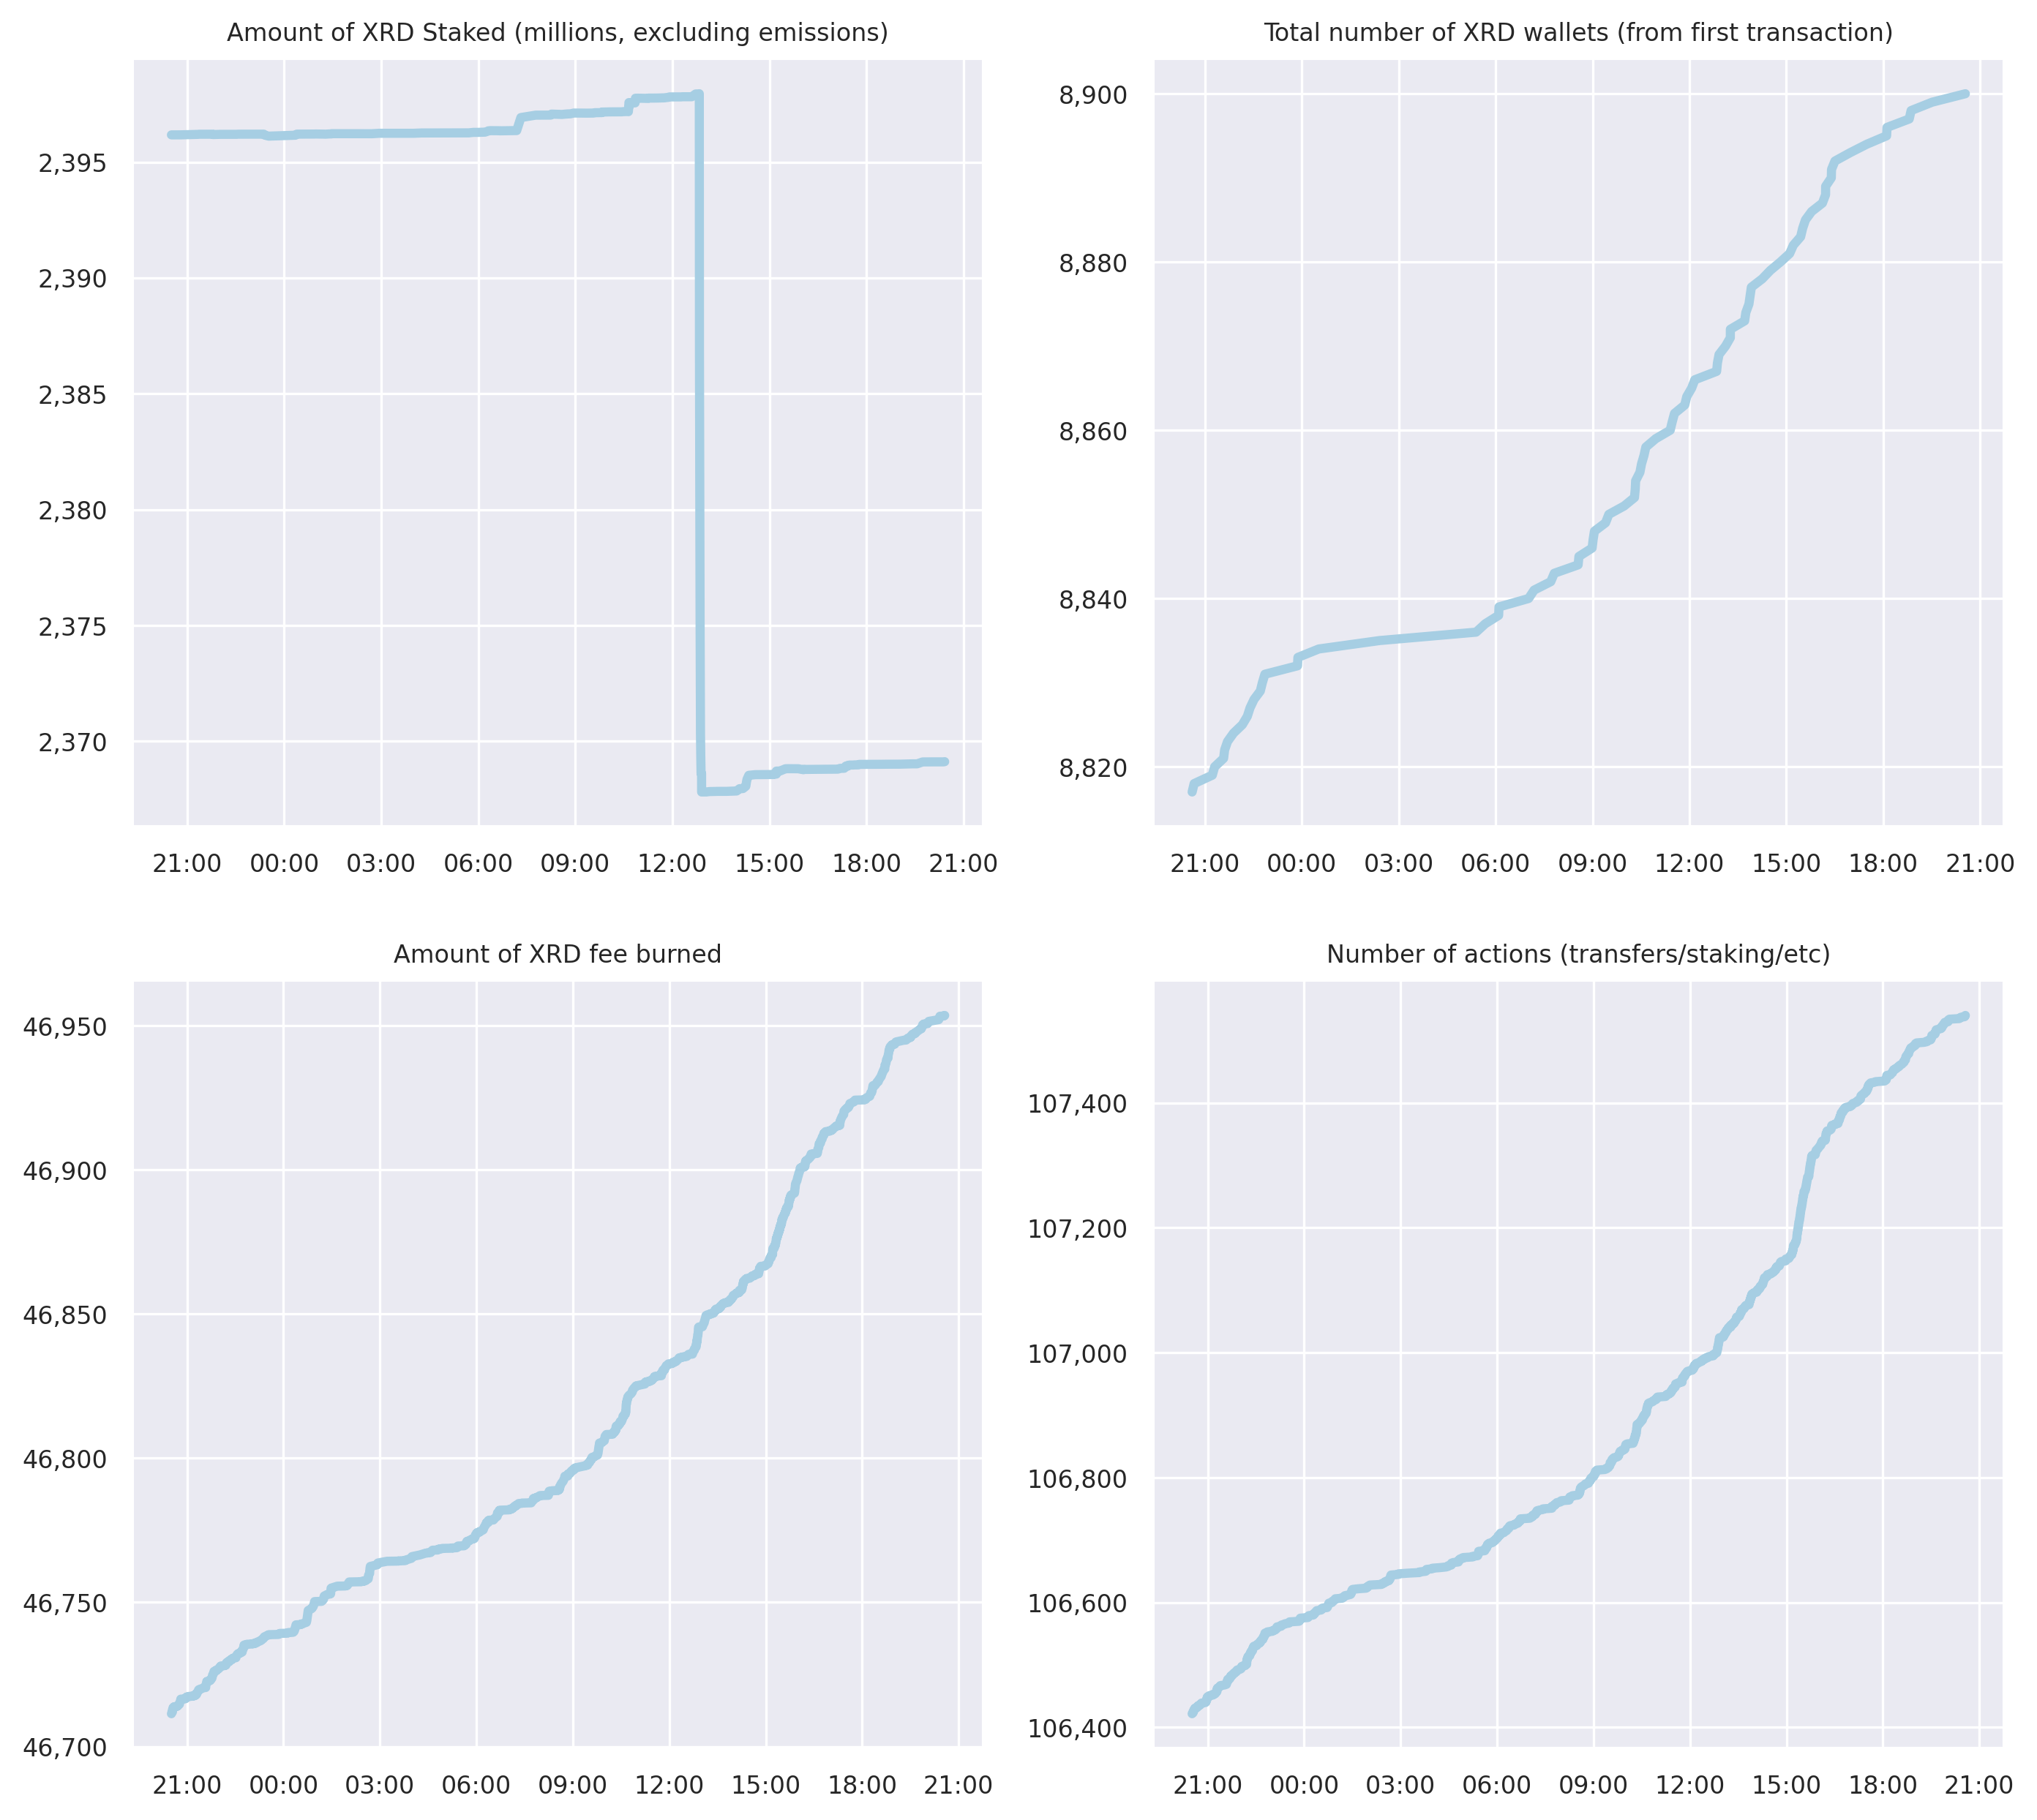 Amount of XRD Staked (millions, excluding emissions)
2,395
2,390
2,385
2,380
2,375
2,370
21:00 00:00 03:00 06:00 09:00 12:00 15:00 18:00 21:00
Total number of XRD wallets (from first transaction)
8,900
8,880
8,860
8,840
8,820
21:00 00:00 03:00 06:00 09:00 12:00 15:00 18:00 21:00
Amount of XRD fee burned
46,950
46,900
46,850
46,800
46,750
46,700
21:00 00:00 03:00 06:00 09:00 12:00 15:00 18:00 21:00
Number of actions (transfers/staking/etc)
107,400
107,200
107,000
106,800
106,600
106,400
21:00 00:00 03:00 06:00 09:00 12:00 15:00 18:00 21:00